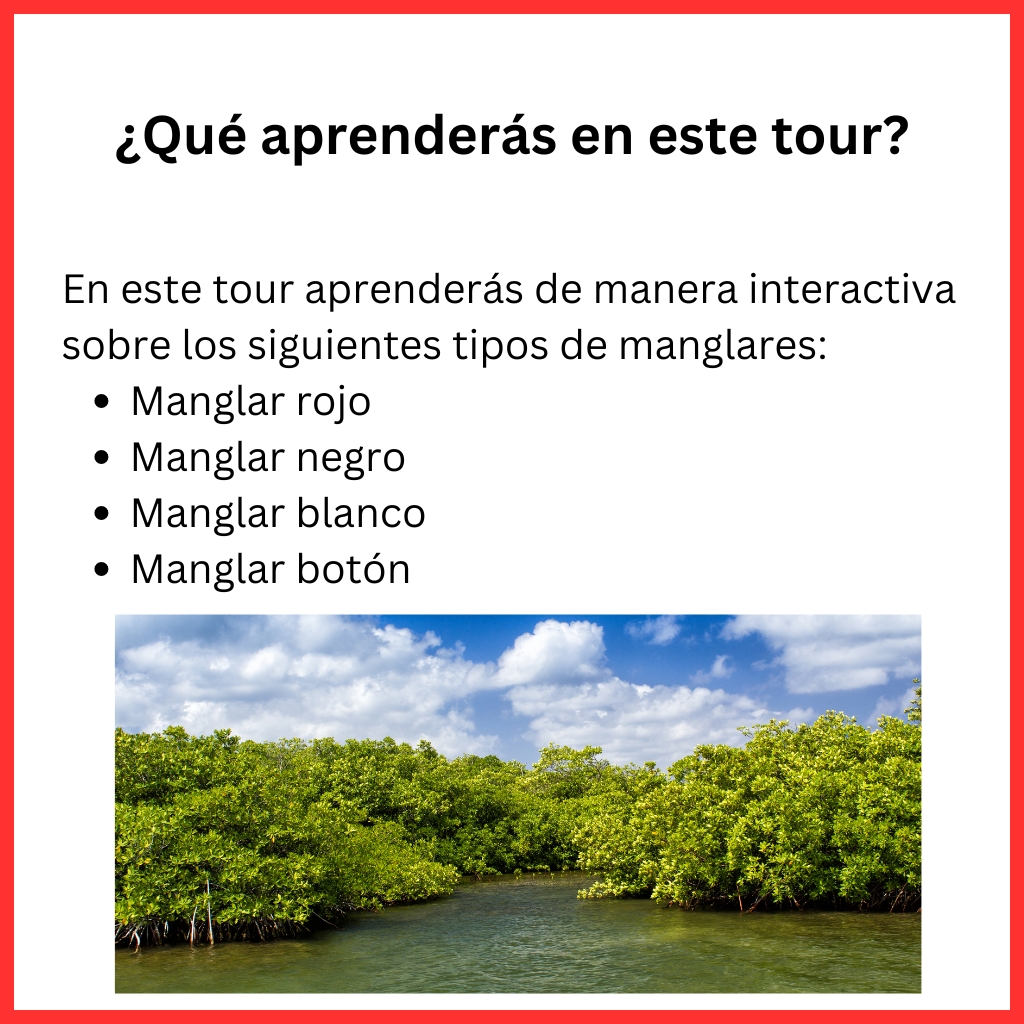 ¿Qué aprenderás en este tour?
En este tour aprenderás de manera interactiva
sobre los siguientes tipos de manglares:
• Manglar rojo
• Manglar negro
• Manglar blanco
• Manglar botón